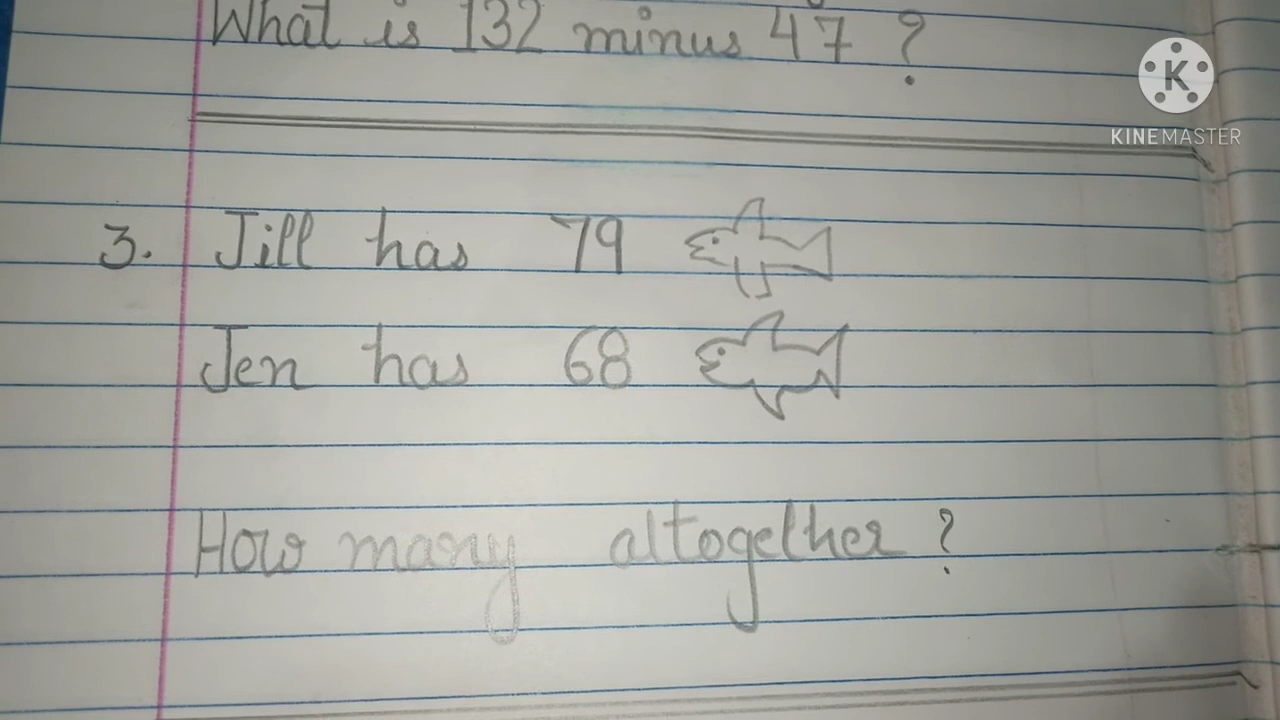 What is 132 minus 47 ?
KINEMASTER
3. Jill has 79
Jen has 68
How many altogether ?